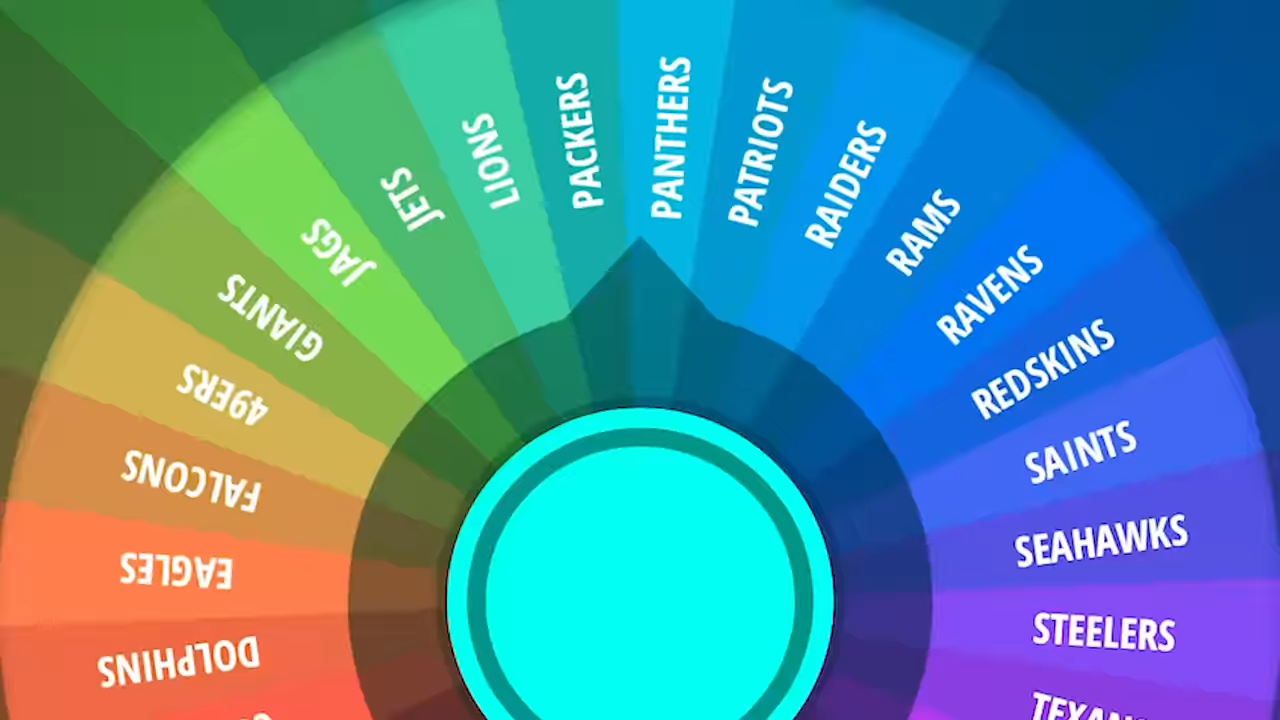 DOLPHINS
EAGLES
FALCONS
49ERS
GIANTS
JAGS
JETS
LIONS
PACKERS
PANTHERS
PATRIOTS
RAIDERS
RAMS
RAVENS
REDSKINS
SAINTS
SEAHAWKS
STEELERS